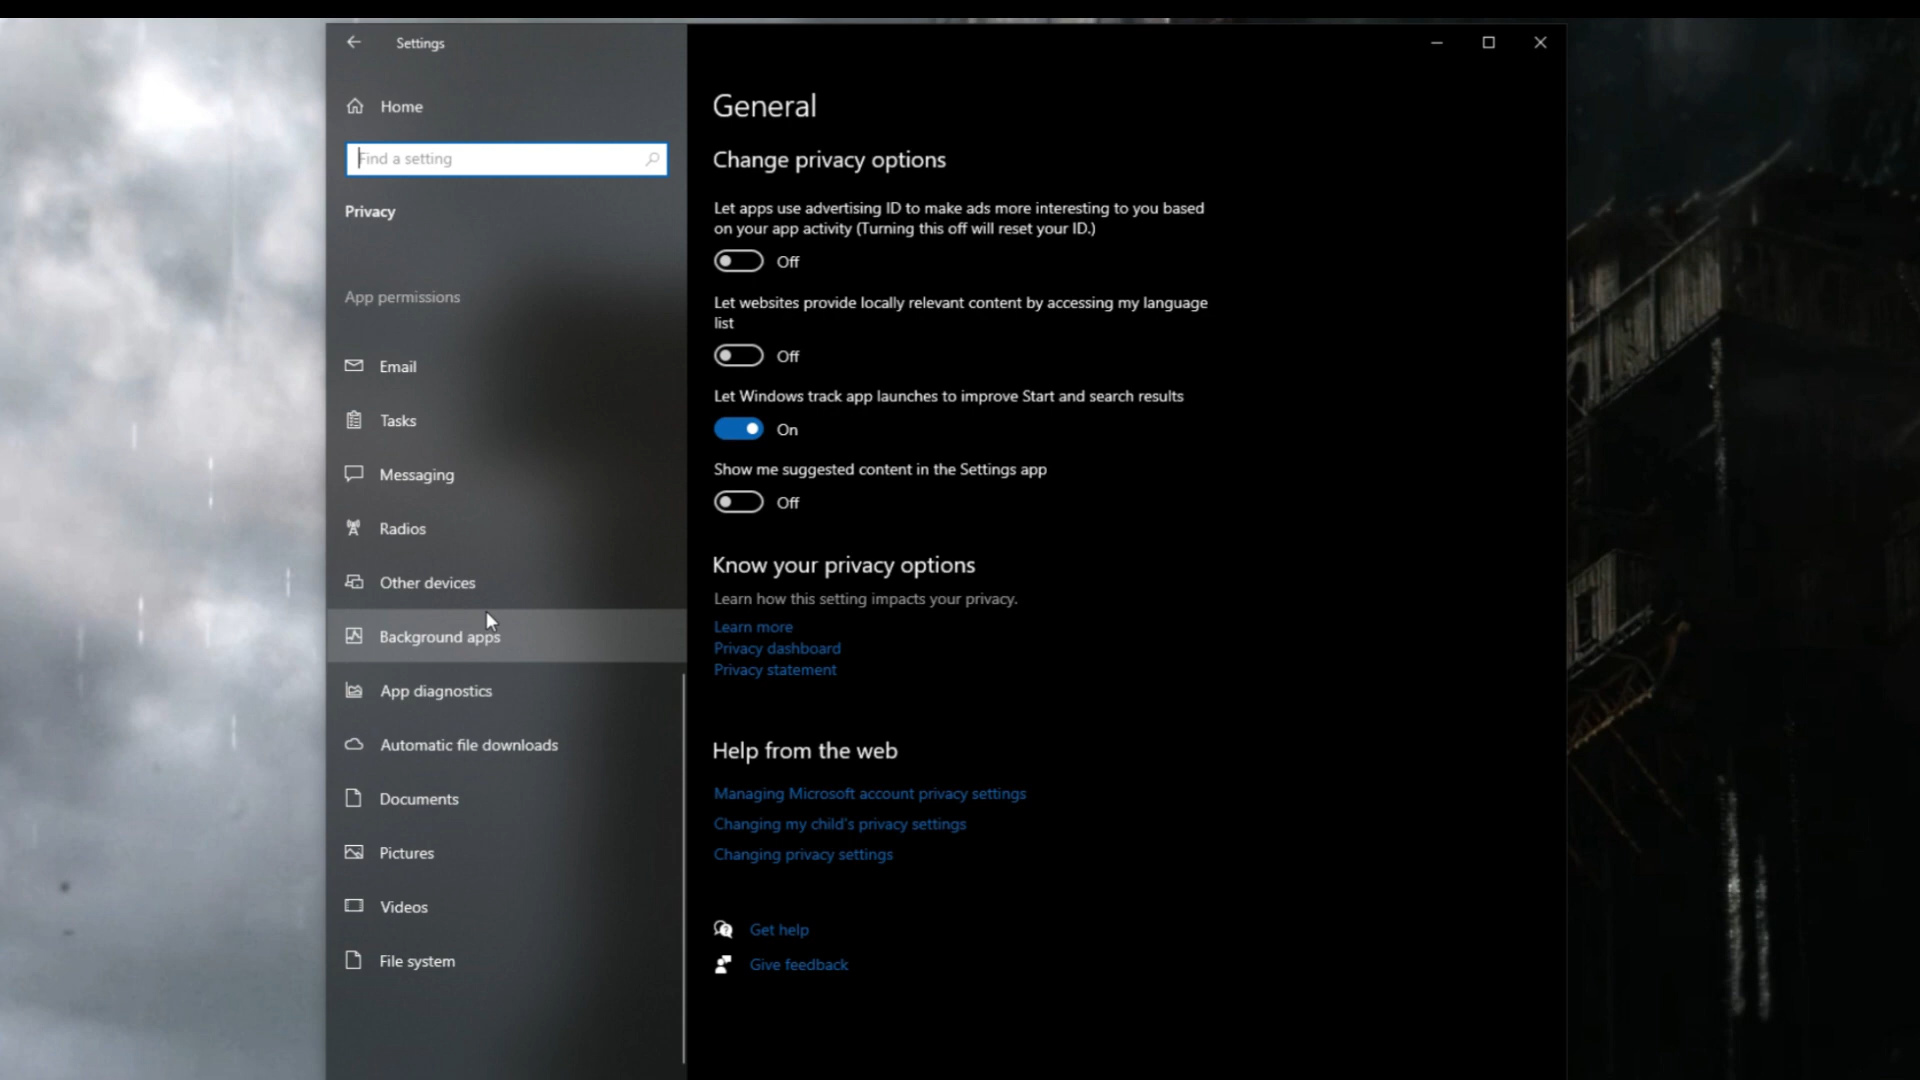 Settings
Home
Find a setting
Privacy
App permissions
Email
Tasks
Messaging
Radios
Other devices
Background apps
App diagnostics
Automatic file downloads
Documents
Pictures
Videos
File system
General
Change privacy options
Let apps use advertising ID to make ads more interesting to you based
on your app activity (Turning this off will reset your ID.)
Off
Let websites provide locally relevant content by accessing my language
list
Off
Let Windows track app launches to improve Start and search results
On
Show me suggested content in the Settings app
Off
Know your privacy options
Learn how this setting impacts your privacy.
Learn more
Privacy dashboard
Privacy statement
Help from the web
Managing Microsoft account privacy settings
Changing my child's privacy settings
Changing privacy settings
Get help
Give feedback